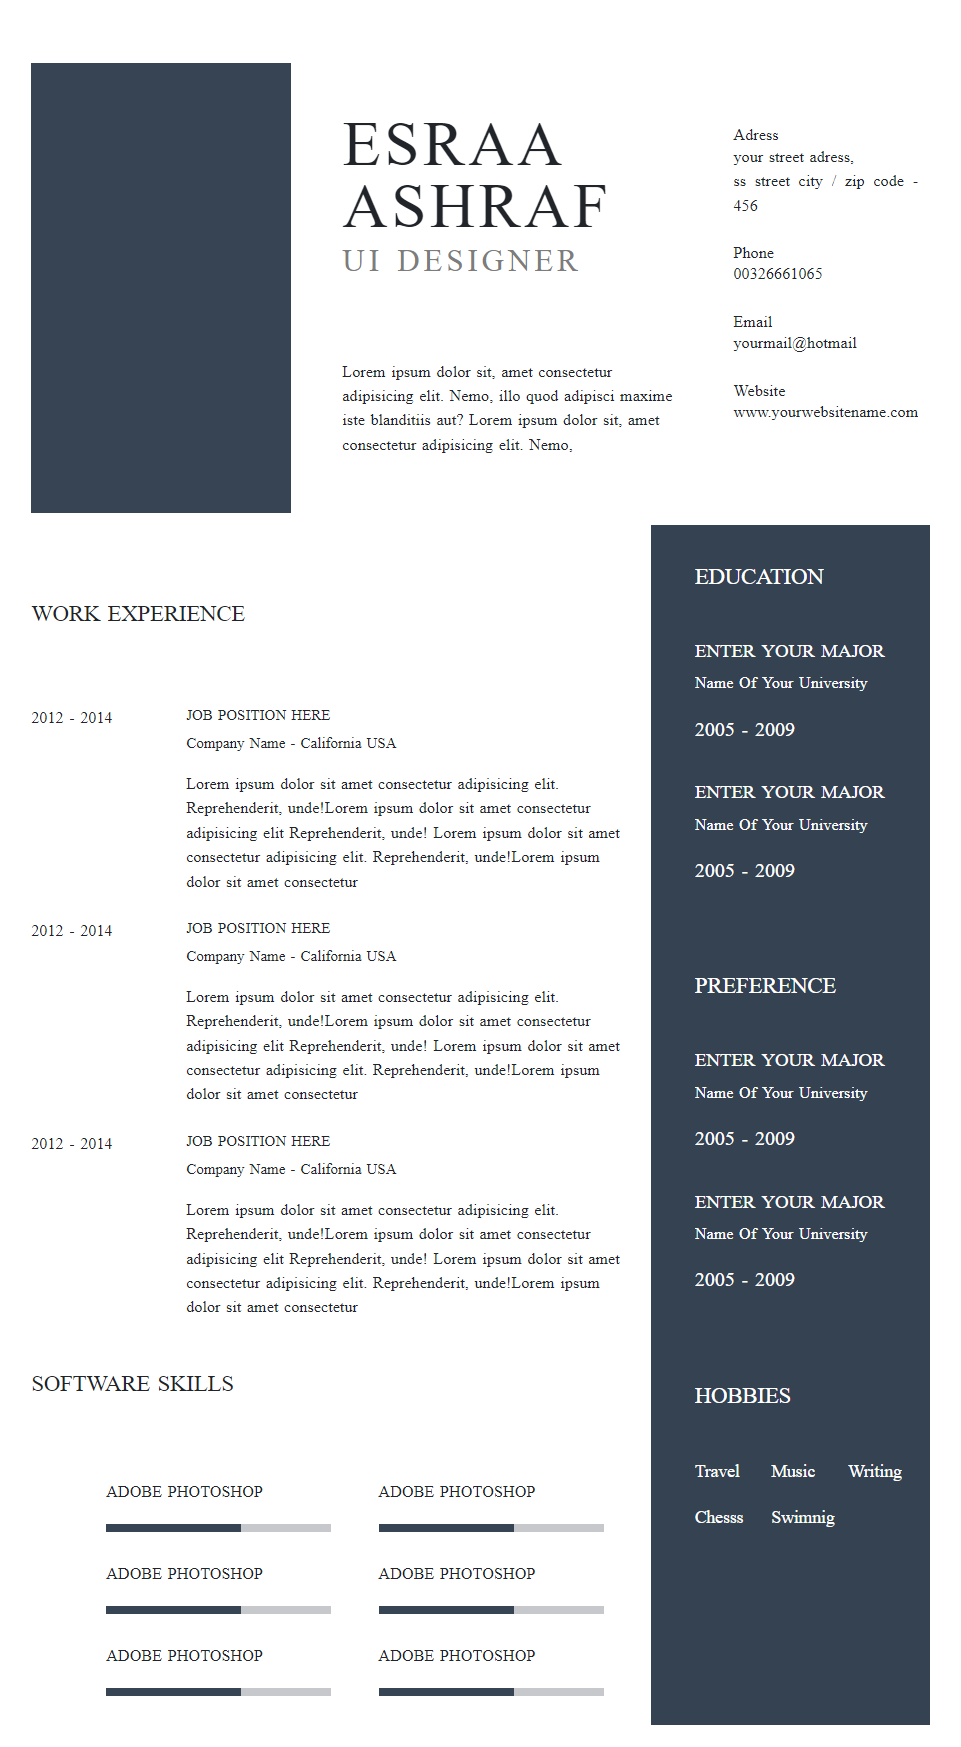 ESRAA
ASHRAF
UI DESIGNER
Lorem ipsum dolor sit, amet consectetur
adipisicing elit. Nemo, illo quod adipisci maxime
iste blanditiis aut? Lorem ipsum dolor sit, amet
consectetur adipisicing elit. Nemo,
Adress
your street adress,
ss street city / zip code -
456
Phone
00326661065
Email
yourmail@hotmail
Website
www.yourwebsitename.com
WORK EXPERIENCE
2012 - 2014
JOB POSITION HERE
Company Name - California USA
Lorem ipsum dolor sit amet consectetur adipisicing elit.
Reprehenderit, unde!Lorem ipsum dolor sit amet consectetur
adipisicing elit Reprehenderit, unde! Lorem ipsum dolor sit amet
consectetur adipisicing elit. Reprehenderit, unde!Lorem ipsum
dolor sit amet consectetur
2012 - 2014
JOB POSITION HERE
Company Name - California USA
Lorem ipsum dolor sit amet consectetur adipisicing elit.
Reprehenderit, unde!Lorem ipsum dolor sit amet consectetur
adipisicing elit Reprehenderit, unde! Lorem ipsum dolor sit amet
consectetur adipisicing elit. Reprehenderit, unde!Lorem ipsum
dolor sit amet consectetur
2012 - 2014
JOB POSITION HERE
Company Name - California USA
Lorem ipsum dolor sit amet consectetur adipisicing elit.
Reprehenderit, unde!Lorem ipsum dolor sit amet consectetur
adipisicing elit Reprehenderit, unde! Lorem ipsum dolor sit amet
consectetur adipisicing elit. Reprehenderit, unde!Lorem ipsum
dolor sit amet consectetur
SOFTWARE SKILLS
ADOBE PHOTOSHOP
ADOBE PHOTOSHOP
ADOBE PHOTOSHOP
ADOBE PHOTOSHOP
ADOBE PHOTOSHOP
ADOBE PHOTOSHOP
EDUCATION
ENTER YOUR MAJOR
Name Of Your University
2005 - 2009
ENTER YOUR MAJOR
Name Of Your University
2005 - 2009
PREFERENCE
ENTER YOUR MAJOR
Name Of Your University
2005 - 2009
ENTER YOUR MAJOR
Name Of Your University
2005 - 2009
HOBBIES
Travel Music Writing
Chesss Swimnig